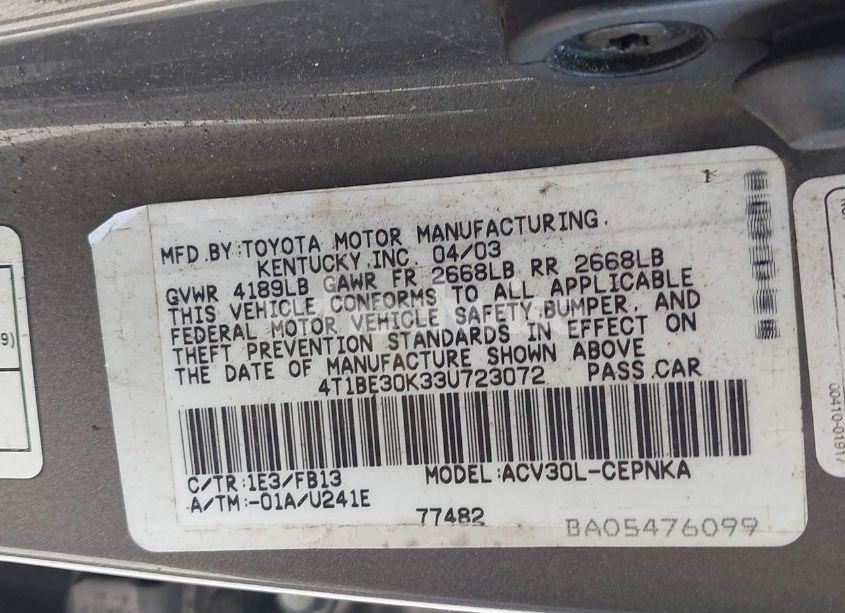 MFD.BY:TOYOTA MOTOR MANUFACTURING.
KENTUCKY,INC. 04/03
GVWR 4189LB GAWR FR 2668LB RR 2668LB
THIS VEHICLE CONFORMS TO ALL APPLICABLE
FEDERAL MOTOR VEHICLE SAFETY,BUMPER, AND
THEFT PREVENTION STANDARDS IN EFFECT ON
THE DATE OF MANUFACTURE SHOWN ABOVE
4T1BE30K33U723072 PASS.CAR
C/TR:1E3/FB13 MODEL:ACV30L-CEPNKA
A/TM:-01A/U241E
77482 BA05476099
9)